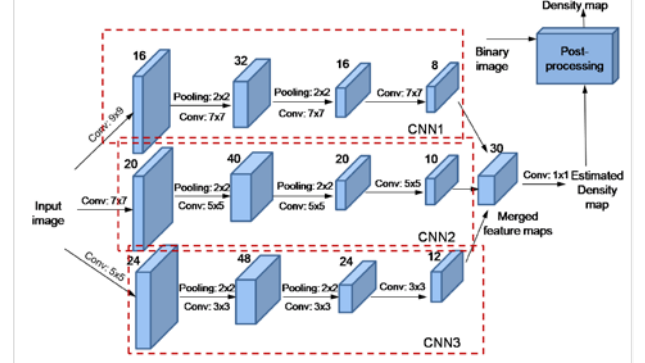 Density map
Binary
image
Post-
processing
16
32
16
8
Conv: 9x9
Pooling: 2x2
Conv: 7x7
Pooling: 2x2
Conv: 7x7
Conv: 7x7
CNN1
30
Conv: 1x1
Estimated
Density
map
Merged
feature maps
Input
image
Conv: 7x7
20
40
20
10
Pooling: 2x2
Conv: 5x5
Pooling: 2x2
Conv: 5x5
Conv: 5x5
CNN2
Conv: 5x5
24
48
24
12
Pooling: 2x2
Conv: 3x3
Pooling: 2x2
Conv: 3x3
Conv: 3x3
CNN3